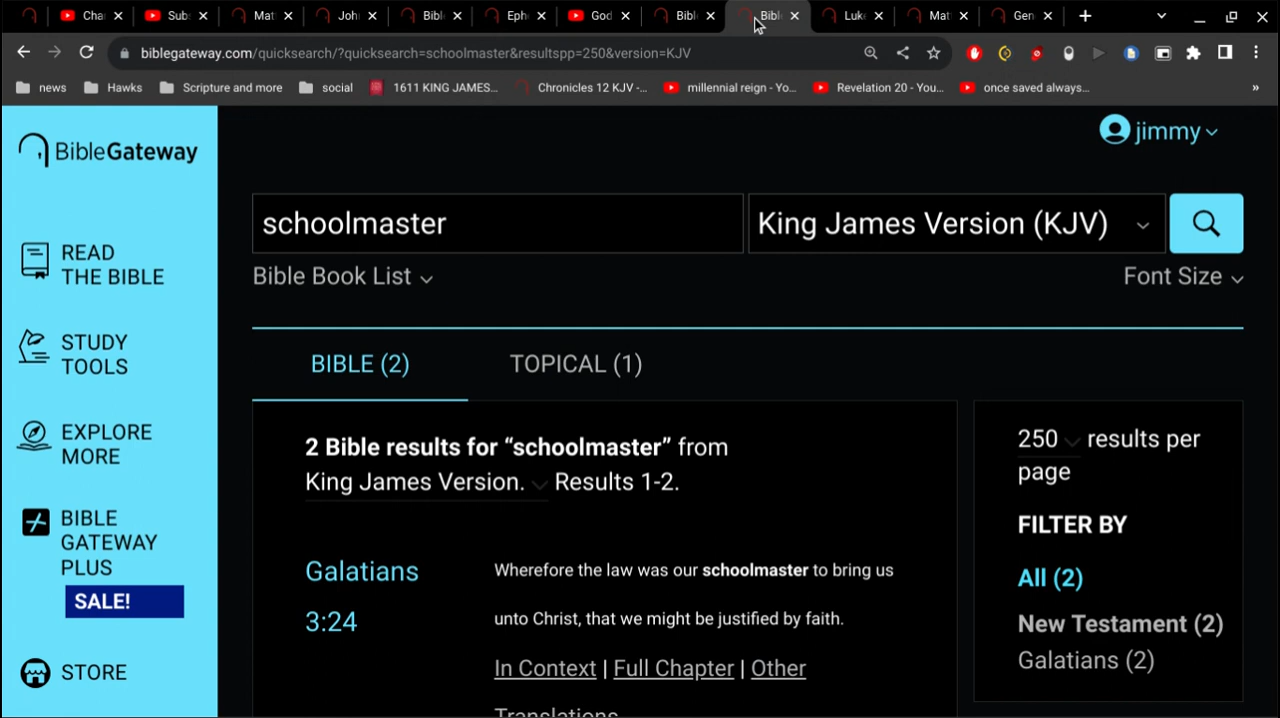 Cha
Sub
Mat
Joh
Bibl
Eph
God
Bibl
Bibl
Luk
Mat
Gen
biblegateway.com/quicksearch/?quicksearch=schoolmaster&resultspp=250&version=KJV
news
Hawks
Scripture and more
social
1611 KING JAMES...
Chronicles 12 KJV -...
millennial reign - Yo...
Revelation 20 - You...
once saved always...
»
BibleGateway
jimmy
schoolmaster
King James Version (KJV)
Bible Book List
Font Size
READ
THE BIBLE
STUDY
TOOLS
EXPLORE
MORE
BIBLE
GATEWAY
PLUS
SALE!
STORE
BIBLE (2)
TOPICAL (1)
2 Bible results for “schoolmaster” from
King James Version. Results 1-2.
Galatians
3:24
Wherefore the law was our schoolmaster to bring us
unto Christ, that we might be justified by faith.
In Context | Full Chapter | Other
Translations
250 results per
page
FILTER BY
All (2)
New Testament (2)
Galatians (2)